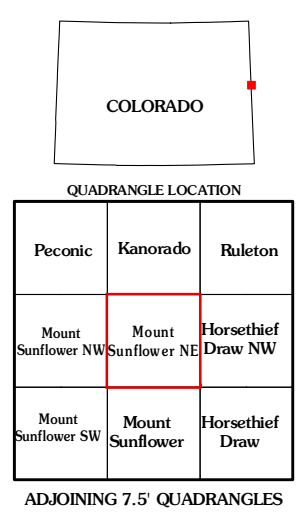 COLORADO
QUADRANGLE LOCATION
Peconic
Kanorado
Ruleton
Mount
Sunflower NW
Mount
Sunflower NE
Horsethief
Draw NW
Mount
Sunflower SW
Mount
Sunflower
Horsethief
Draw
ADJOINING 7.5' QUADRANGLES